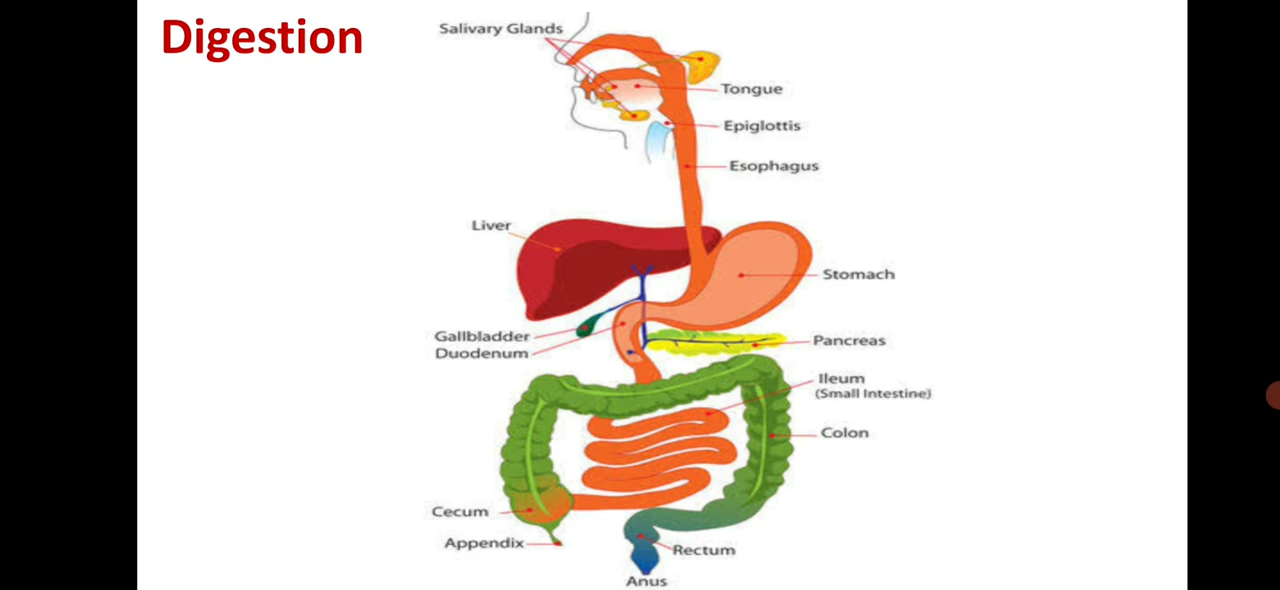 Digestion
Salivary Glands
Tongue
Epiglottis
Esophagus
Liver
Stomach
Gallbladder
Duodenum
Pancreas
Ileum
(Small Intestine)
Colon
Cecum
Appendix
Rectum
Anus